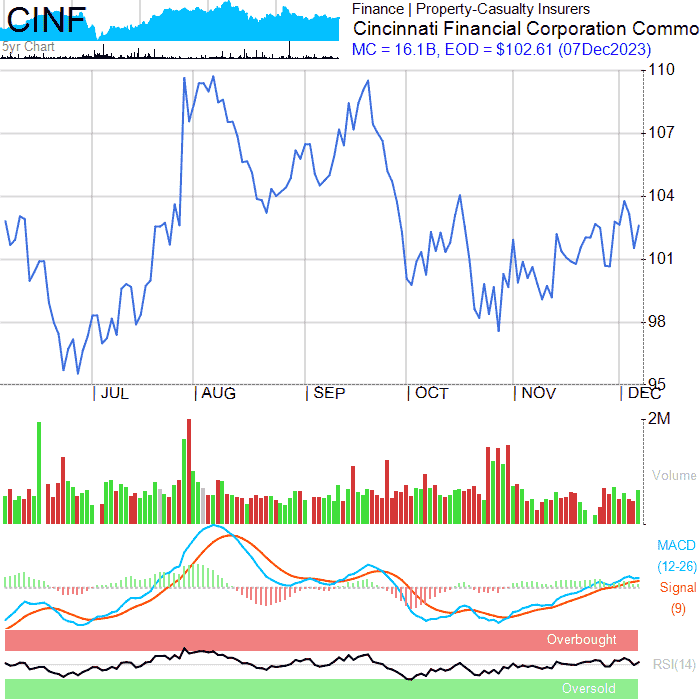 CINF
5yr Chart
Finance | Property-Casualty Insurers
Cincinnati Financial Corporation Commo
MC = 16.1B, EOD = $102.61 (07Dec2023)
110
107
104
101
98
95
JUL AUG SEP OCT NOV DEC
2M
Volume
MACD
(12-26)
Signal
(9)
Overbought
RSI(14)
Oversold